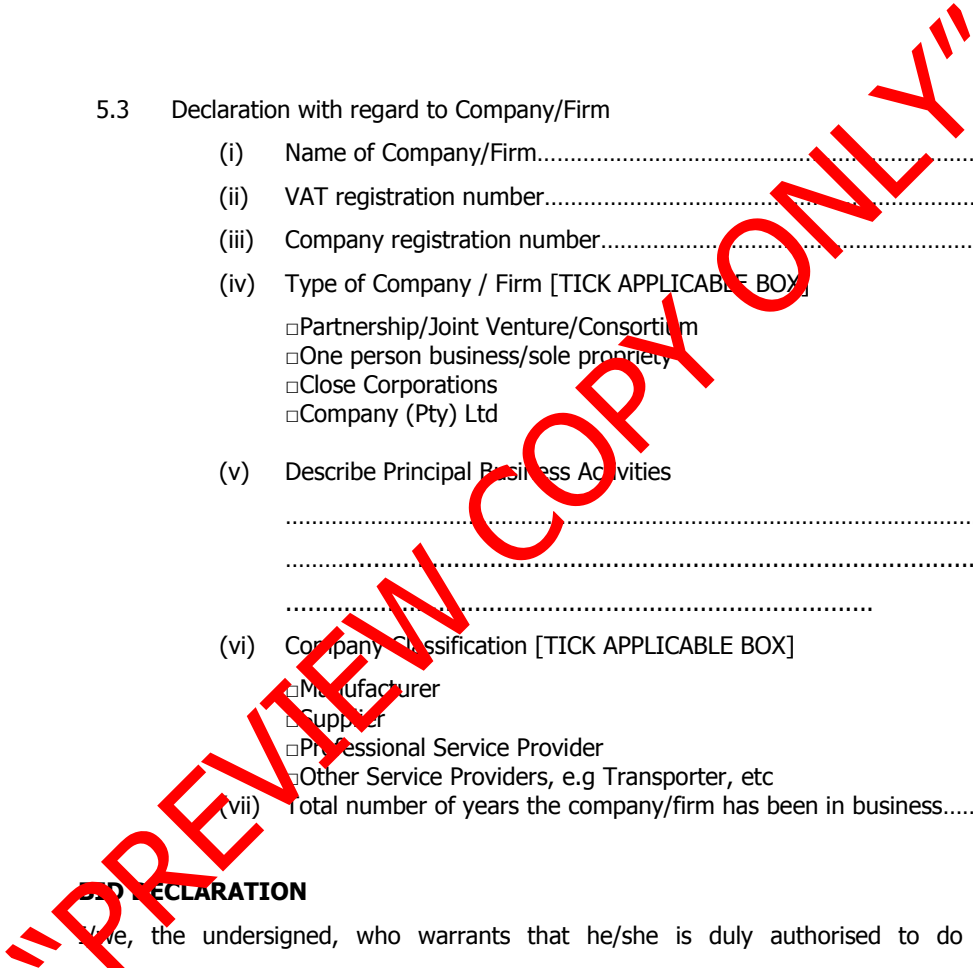 5.3 Declaration with regard to Company/Firm
(i) Name of Company/Firm................................................................
(ii) VAT registration number................................................................
(iii) Company registration number................................................................
(iv) Type of Company / Firm [TICK APPLICABLE BOX]
□Partnership/Joint Venture/Consortium
□One person business/sole propriety
□Close Corporations
□Company (Pty) Ltd
(v) Describe Principal Business Activities
................................................................................................
................................................................................................
................................................................................
(vi) Company Classification [TICK APPLICABLE BOX]
□Manufacturer
□Supplier
□Professional Service Provider
□Other Service Providers, e.g Transporter, etc
(vii) Total number of years the company/firm has been in business.....
BID DECLARATION
I/we, the undersigned, who warrants that he/she is duly authorised to do
"PREVIEW COPY ONLY"